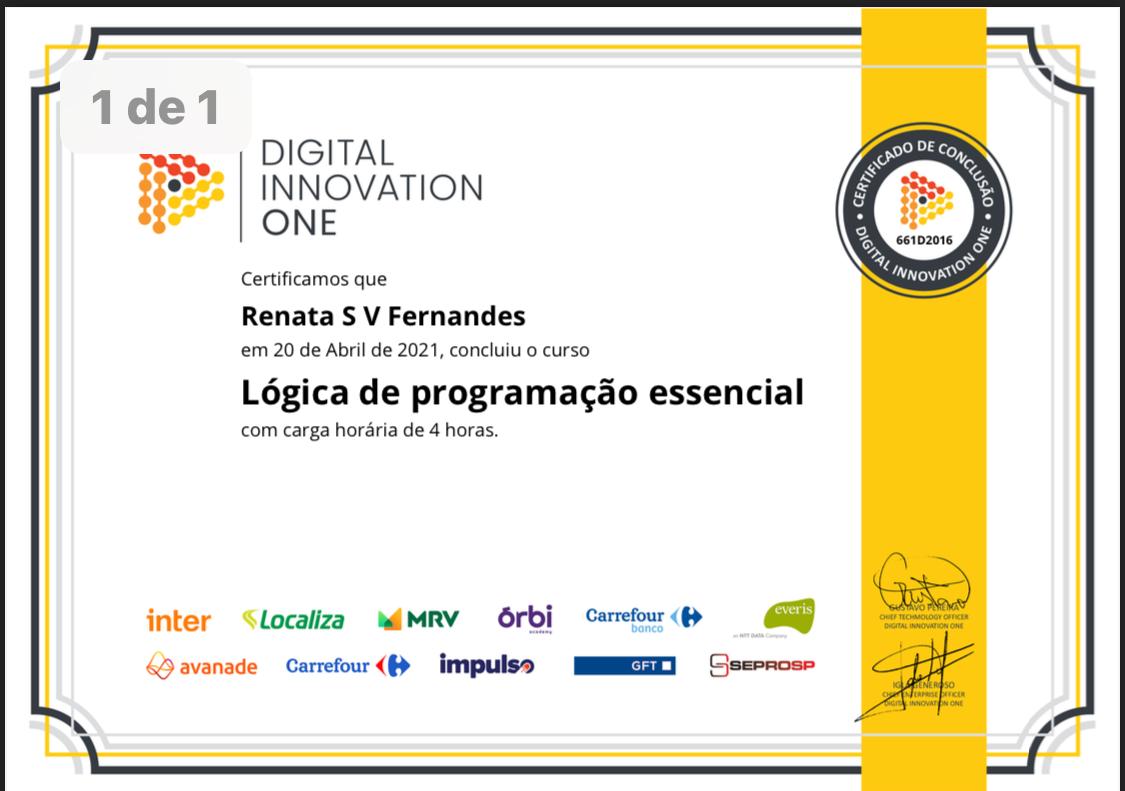 1 de 1
DIGITAL
INNOVATION
ONE
CERTIFICADO DE CONCLUSÃO
661D2016
DIGITAL INNOVATION ONE
Certificamos que
Renata S V Fernandes
em 20 de Abril de 2021, concluiu o curso
Lógica de programação essencial
com carga horária de 4 horas.
inter Localiza MRV órbi academy Carrefour banco everis an NTT DATA Company
avanade Carrefour impulso GFT SEPROSP
GUSTAVO PEREIRA
CHIEF TECHNOLOGY OFFICER
DIGITAL INNOVATION ONE
GENEROSO
CHIEF ENTERPRISE OFFICER
DIGITAL INNOVATION ONE